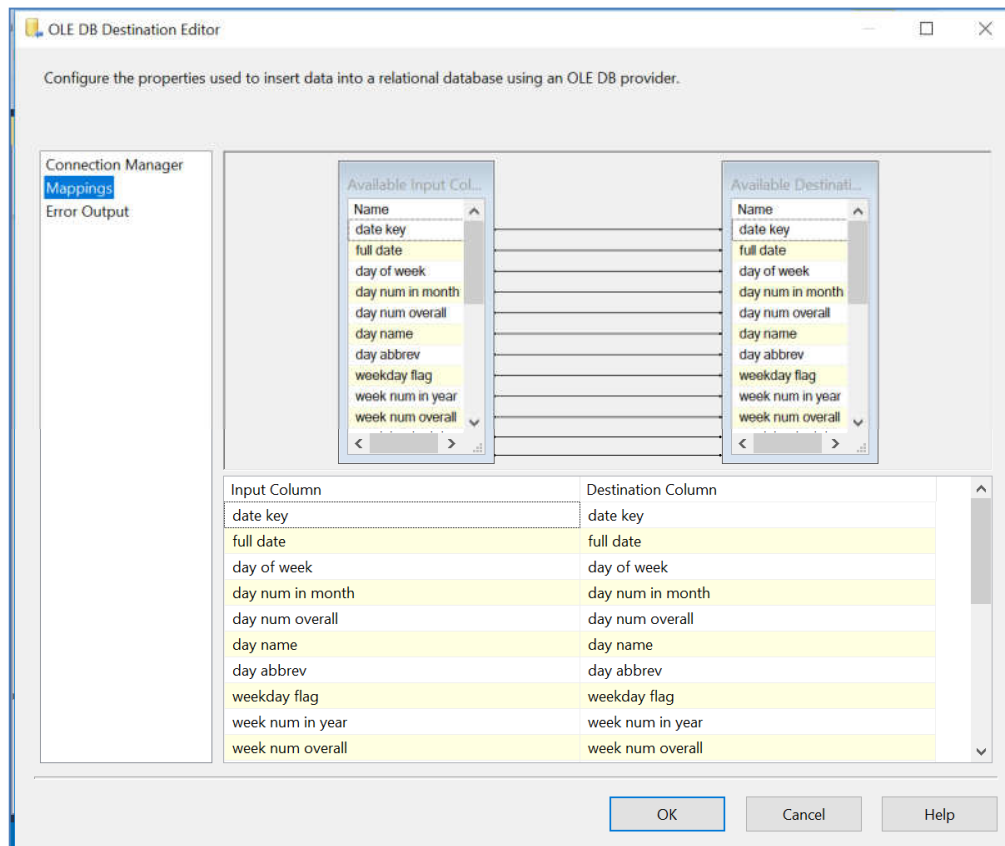 OLE DB Destination Editor
Configure the properties used to insert data into a relational database using an OLE DB provider.
Connection Manager
Mappings
Error Output
Available Input Col...
Name
date key
full date
day of week
day num in month
day num overall
day name
day abbrev
weekday flag
week num in year
week num overall
Available Destinati...
Name
date key
full date
day of week
day num in month
day num overall
day name
day abbrev
weekday flag
week num in year
week num overall
Input Column Destination Column
date key date key
full date full date
day of week day of week
day num in month day num in month
day num overall day num overall
day name day name
day abbrev day abbrev
weekday flag weekday flag
week num in year week num in year
week num overall week num overall
OK Cancel Help